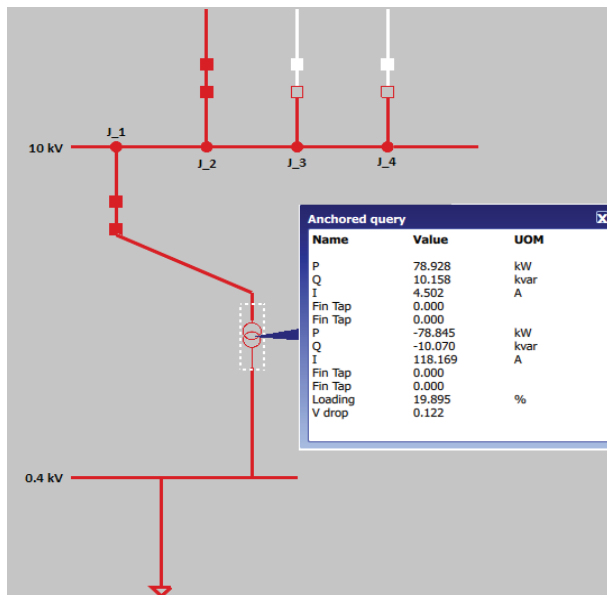 J_1
10 kV
J_2
J_3
J_4
Anchored query
X
Name Value UOM
P 78.928 kW
Q 10.158 kvar
I 4.502 A
Fin Tap 0.000
Fin Tap 0.000
P -78.845 kW
Q -10.070 kvar
I 118.169 A
Fin Tap 0.000
Fin Tap 0.000
Loading 19.895 %
V drop 0.122
0.4 kV